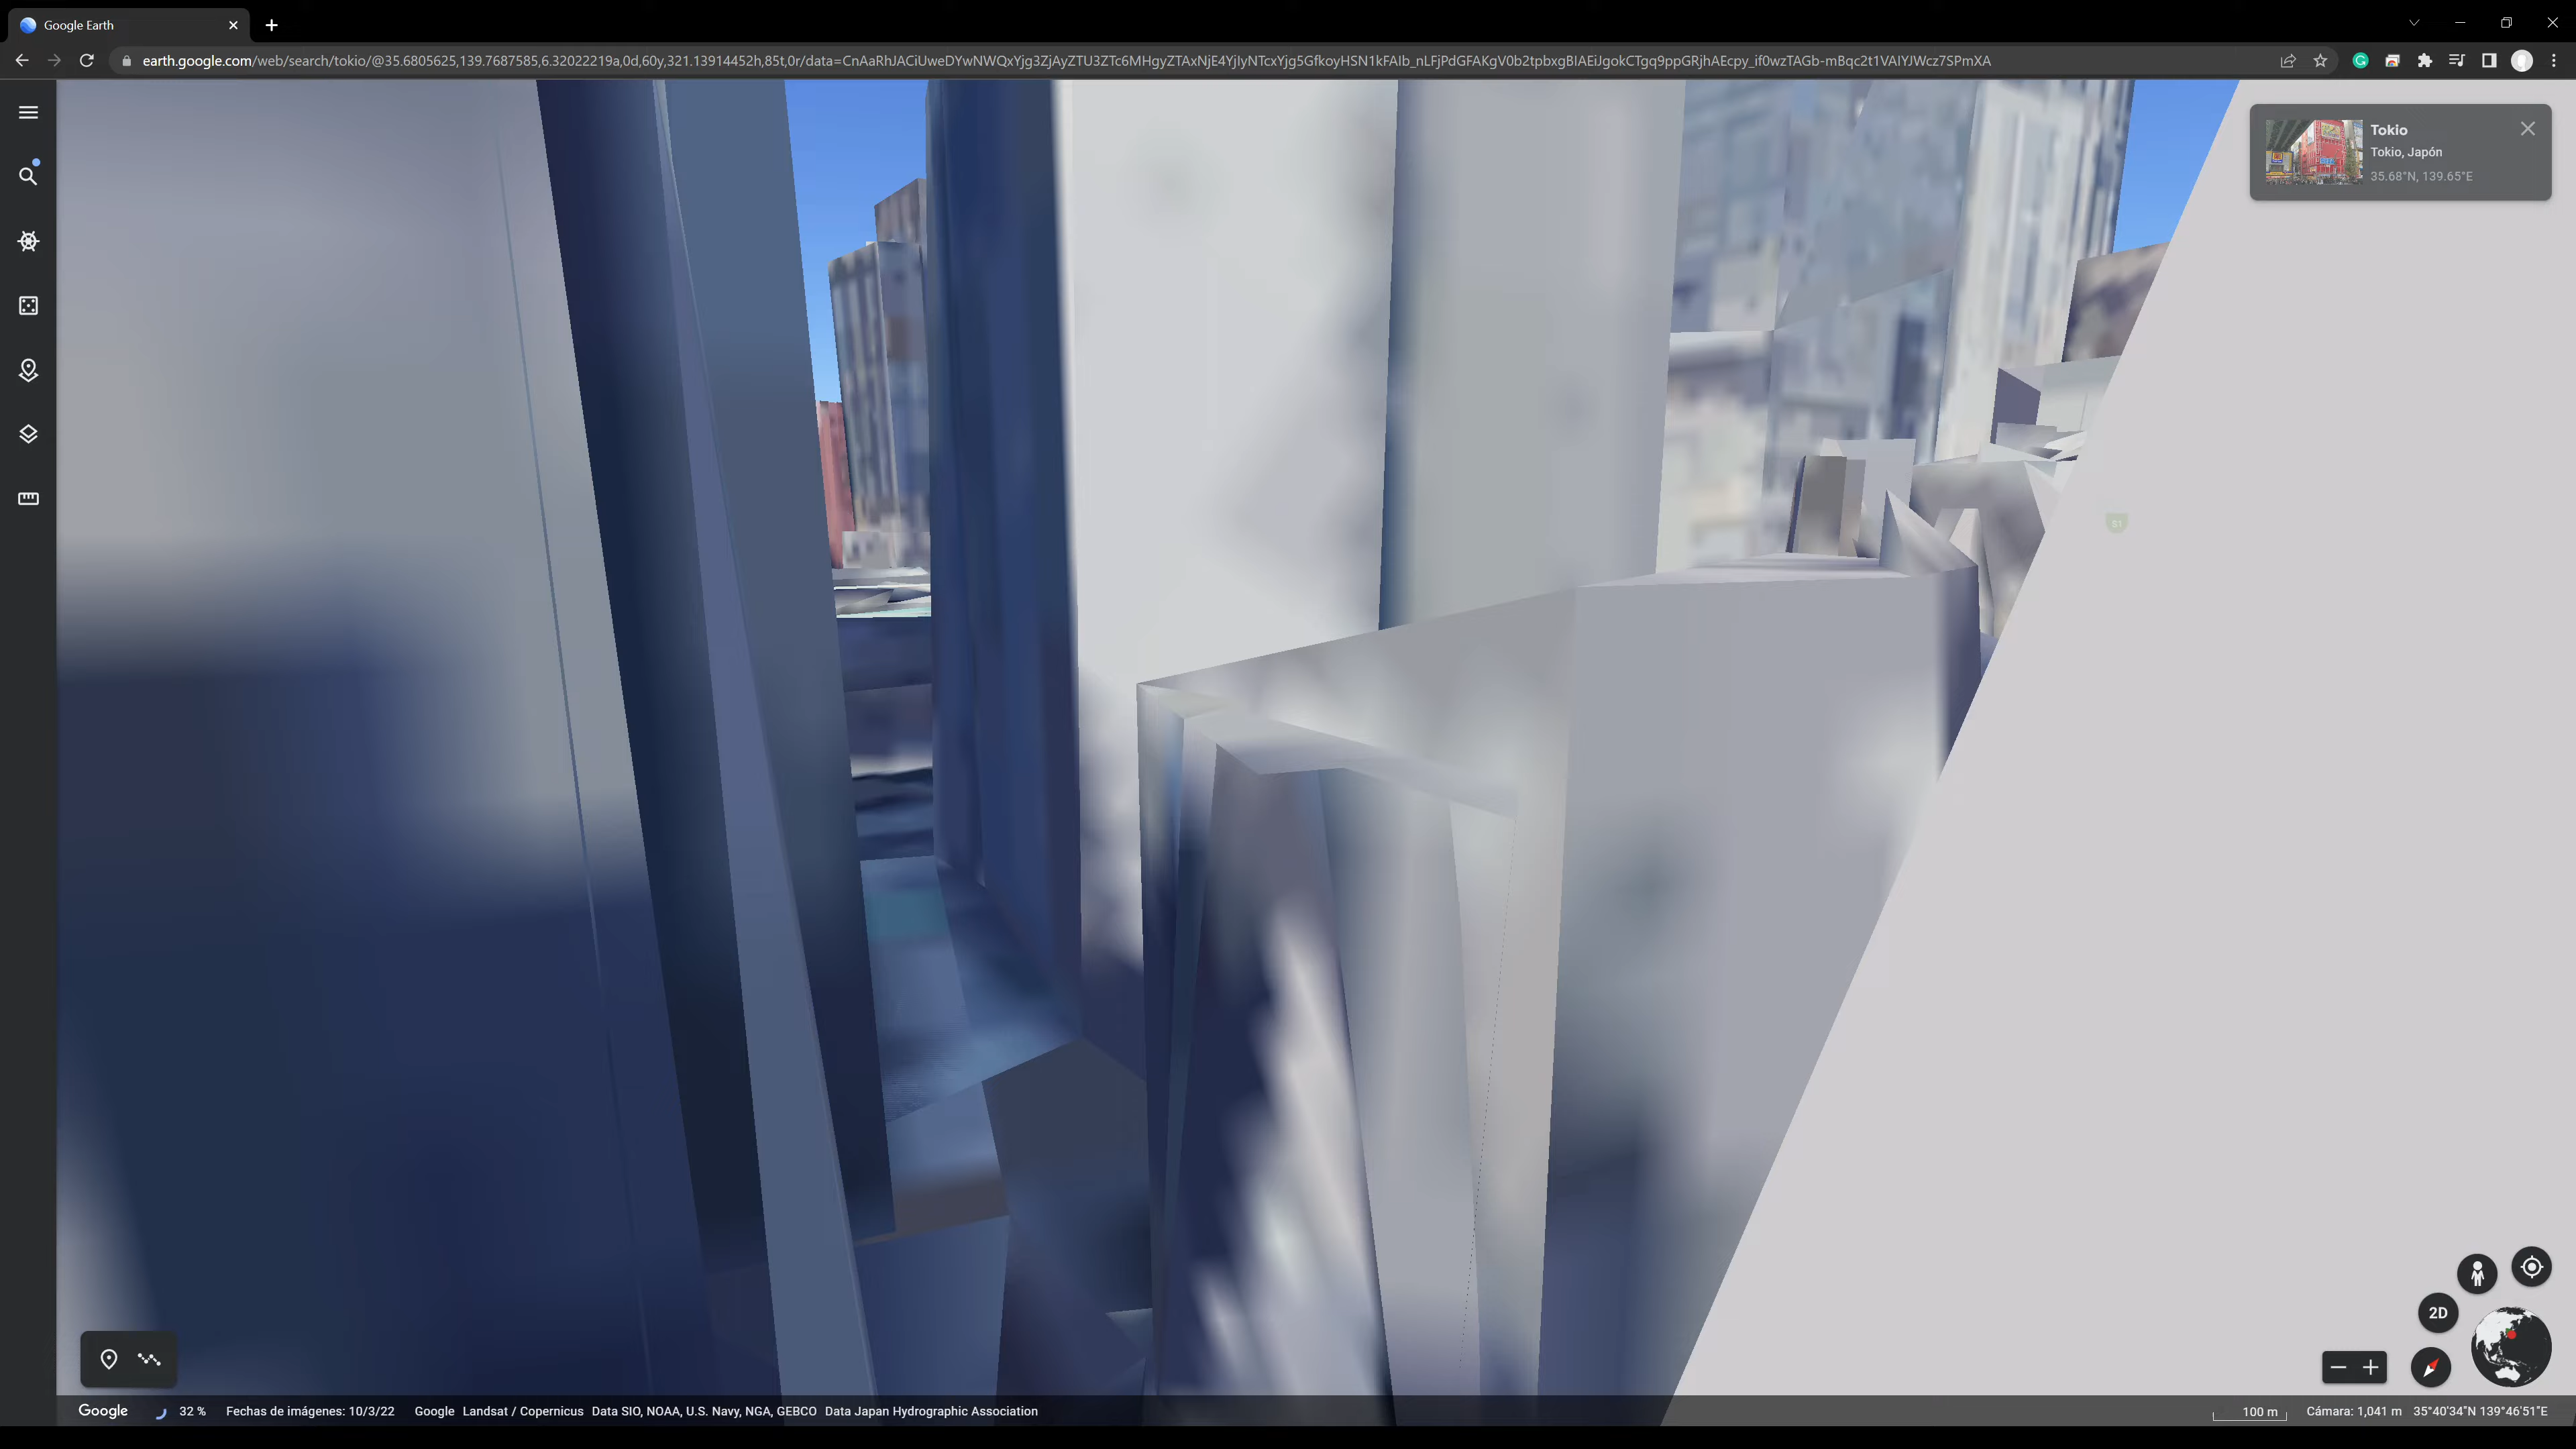 Google Earth
earth.google.com/web/search/tokio/@35.6805625,139.7687585,6.32022219a,0d,60y,321.13914452h,85t,0r/data=CnAaRhJACiUweDYwNWQxYjg3ZjAyZTU3ZTc6MHgyZTAxNjE4YjIyNTcxYjg5GfkoyHSN1kFAIb_nLFjPdGFAKgV0b2tpbxgBIAEiJgokCTgq9ppGRjhAEcpy_if0wzTAGb-mBqc2t1VAIYJWcz7SPmXA
Tokio
Tokio, Japón
35.68°N, 139.65°E
S1
2D
Google
32 %
Fechas de imágenes: 10/3/22
Google Landsat / Copernicus Data SIO, NOAA, U.S. Navy, NGA, GEBCO Data Japan Hydrographic Association
100 m
Cámara: 1,041 m
35°40'34"N 139°46'51"E